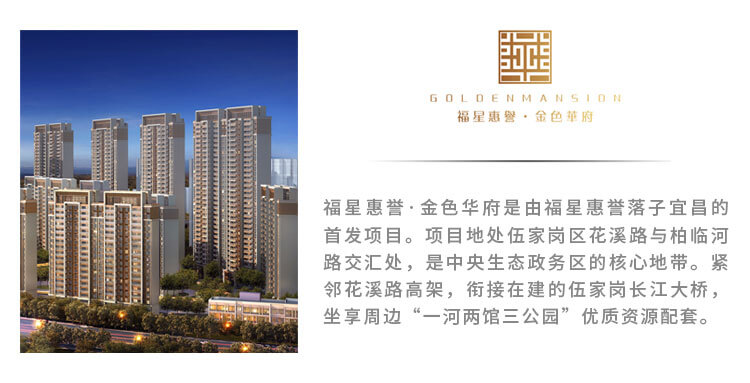 GOLDENMANSION
福星惠誉·金色華府
福星惠誉·金色华府是由福星惠誉落子宜昌的
首发项目。项目地处伍家岗区花溪路与柏临河
路交汇处，是中央生态政务区的核心地带。紧
邻花溪路高架，衔接在建的伍家岗长江大桥，
坐享周边“一河两馆三公园”优质资源配套。